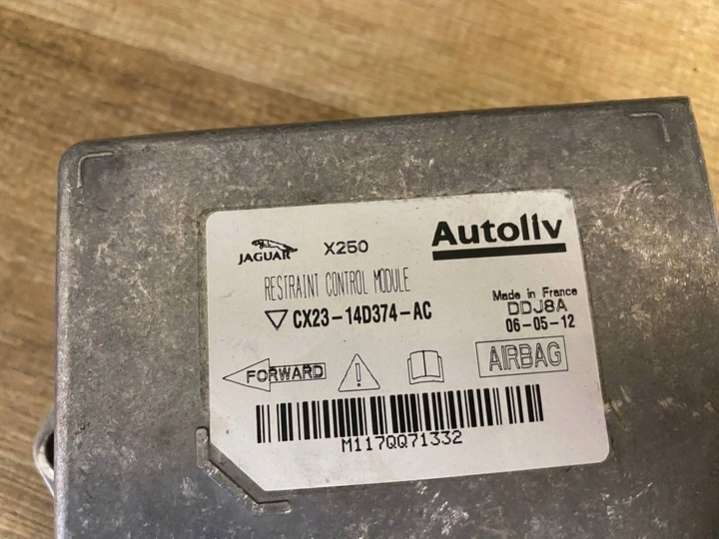 JAGUAR X250 Autoliv
RESTRAINT CONTROL MODULE
CX23-14D374-AC
Made in France
DDJ8A
06-05-12
FORWARD AIRBAG
M117QQ71332